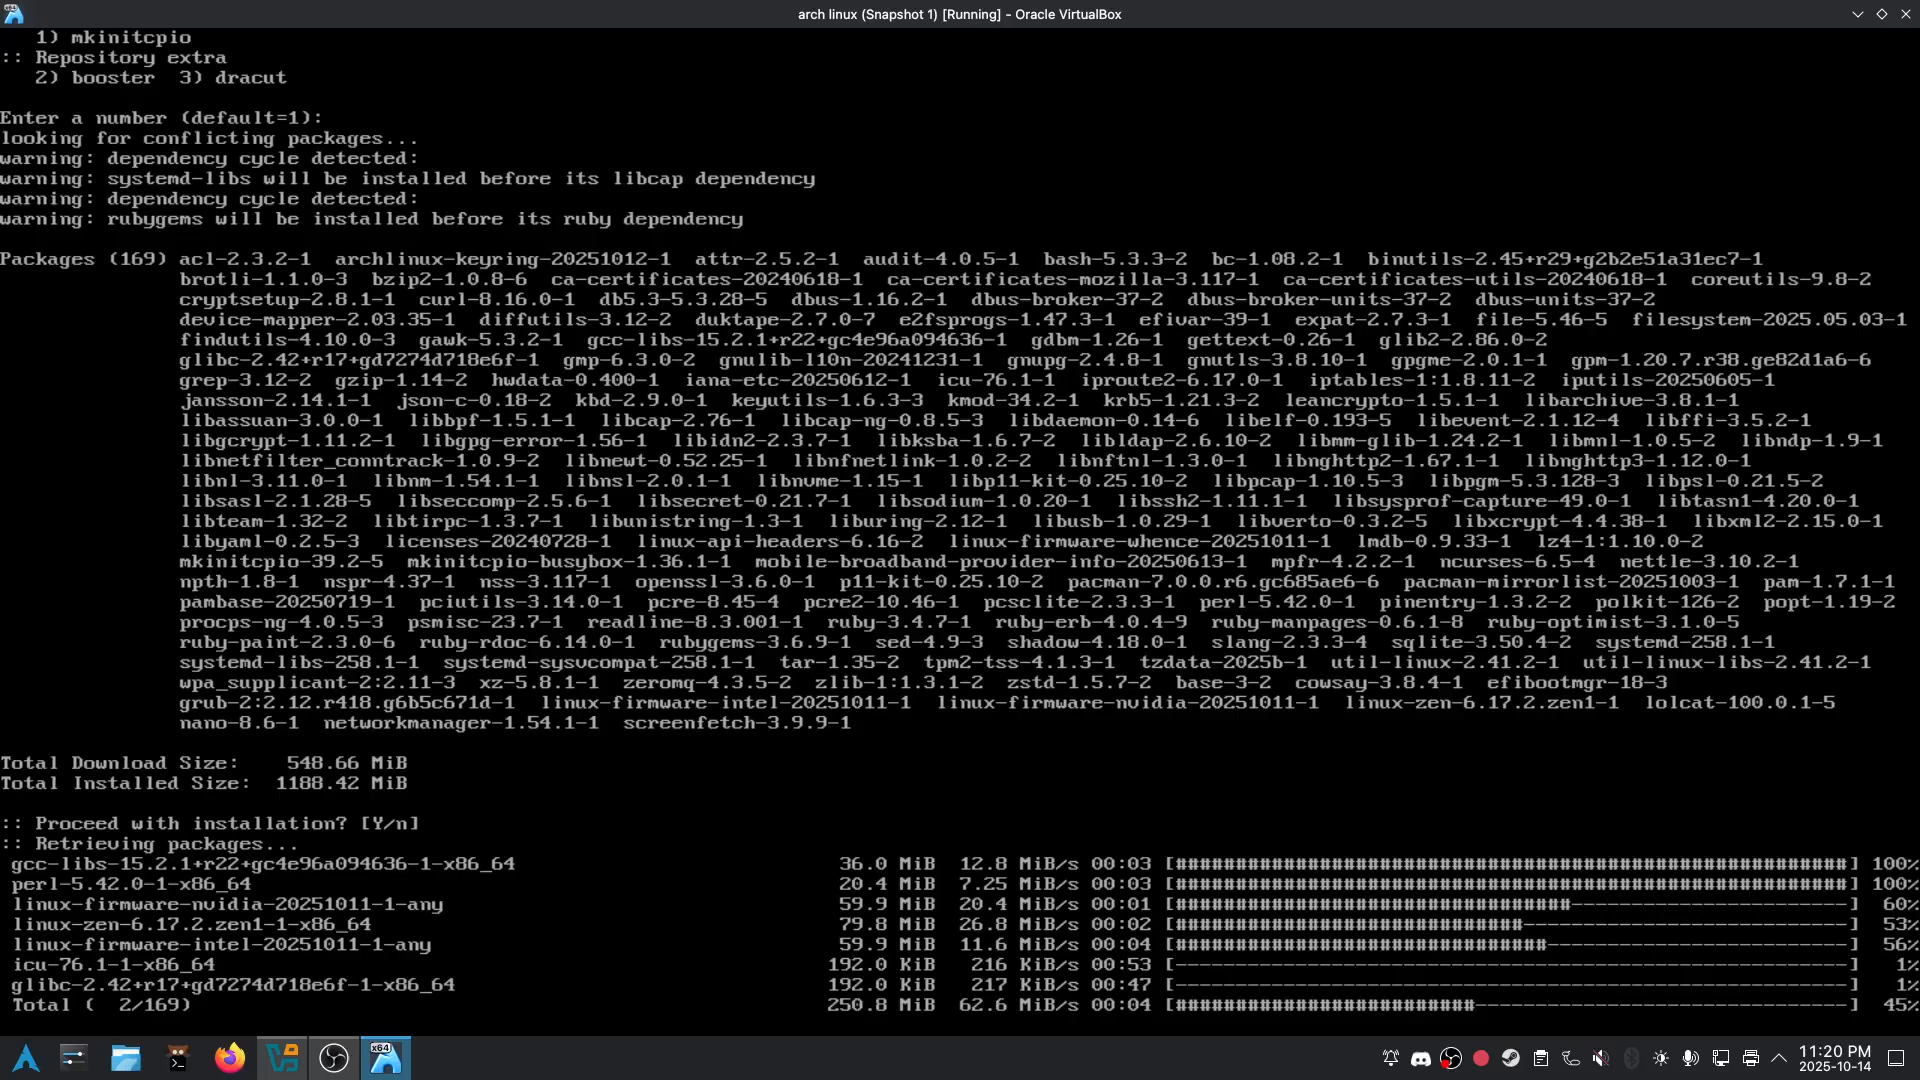 arch linux (Snapshot 1) [Running] - Oracle VirtualBox
1) mkinitcpio
:: Repository extra
2) booster 3) dracut
Enter a number (default=1):
looking for conflicting packages...
warning: dependency cycle detected:
warning: systemd-libs will be installed before its libcap dependency
warning: dependency cycle detected:
warning: rubygems will be installed before its ruby dependency
Packages (169) acl-2.3.2-1 archlinux-keyring-20251012-1 attr-2.5.2-1 audit-4.0.5-1 bash-5.3.3-2 bc-1.08.2-1 binutils-2.45+r29+g2b2e51a31ec7-1
brotli-1.1.0-3 bzip2-1.0.8-6 ca-certificates-20240618-1 ca-certificates-mozilla-3.117-1 ca-certificates-utils-20240618-1 coreutils-9.8-2
cryptsetup-2.8.1-1 curl-8.16.0-1 db5.3-5.3.28-5 dbus-1.16.2-1 dbus-broker-37-2 dbus-broker-units-37-2 dbus-units-37-2
device-mapper-2.03.35-1 diffutils-3.12-2 duktape-2.7.0-7 e2fsprogs-1.47.3-1 efivar-39-1 expat-2.7.3-1 file-5.46-5 filesystem-2025.05.03-1
findutils-4.10.0-3 gawk-5.3.2-1 gcc-libs-15.2.1+r22+gc4e96a094636-1 gdbm-1.26-1 gettext-0.26-1 glib2-2.86.0-2
glibc-2.42+r17+gd7274d718e6f-1 gmp-6.3.0-2 gnulib-l10n-20241231-1 gnupg-2.4.8-1 gnutls-3.8.10-1 gpgme-2.0.1-1 gpm-1.20.7.r38.ge82d1a6-6
grep-3.12-2 gzip-1.14-2 hwdata-0.400-1 iana-etc-20250612-1 icu-76.1-1 iproute2-6.17.0-1 iptables-1:1.8.11-2 iputils-20250605-1
jansson-2.14.1-1 json-c-0.18-2 kbd-2.9.0-1 keyutils-1.6.3-3 kmod-34.2-1 krb5-1.21.3-2 leancrypto-1.5.1-1 libarchive-3.8.1-1
libassuan-3.0.0-1 libbpf-1.5.1-1 libcap-2.76-1 libcap-ng-0.8.5-3 libdaemon-0.14-6 libelf-0.193-5 libevent-2.1.12-4 libffi-3.5.2-1
libgcrypt-1.11.2-1 libgpg-error-1.56-1 libidn2-2.3.7-1 libksba-1.6.7-2 libldap-2.6.10-2 libmm-glib-1.24.2-1 libmnl-1.0.5-2 libndp-1.9-1
libnetfilter_conntrack-1.0.9-2 libnewt-0.52.25-1 libnfnetlink-1.0.2-2 libnftnl-1.3.0-1 libnghttp2-1.67.1-1 libnghttp3-1.12.0-1
libnl-3.11.0-1 libnm-1.54.1-1 libnsl-2.0.1-1 libnvme-1.15-1 libp11-kit-0.25.10-2 libpcap-1.10.5-3 libpgm-5.3.128-3 libpsl-0.21.5-2
libsasl-2.1.28-5 libseccomp-2.5.6-1 libsecret-0.21.7-1 libsodium-1.0.20-1 libssh2-1.11.1-1 libsysprof-capture-49.0-1 libtasn1-4.20.0-1
libteam-1.32-2 libtirpc-1.3.7-1 libunistring-1.3-1 liburing-2.12-1 libusb-1.0.29-1 libverto-0.3.2-5 libxcrypt-4.4.38-1 libxml2-2.15.0-1
libyaml-0.2.5-3 licenses-20240728-1 linux-api-headers-6.16-2 linux-firmware-whence-20251011-1 lmdb-0.9.33-1 lz4-1:1.10.0-2
mkinitcpio-39.2-5 mkinitcpio-busybox-1.36.1-1 mobile-broadband-provider-info-20250613-1 mpfr-4.2.2-1 ncurses-6.5-4 nettle-3.10.2-1
npth-1.8-1 nspr-4.37-1 nss-3.117-1 openssl-3.6.0-1 p11-kit-0.25.10-2 pacman-7.0.0.r6.gc685ae6-6 pacman-mirrorlist-20251003-1 pam-1.7.1-1
pambase-20250719-1 pciutils-3.14.0-1 pcre-8.45-4 pcre2-10.46-1 pcsclite-2.3.3-1 perl-5.42.0-1 pinentry-1.3.2-2 polkit-126-2 popt-1.19-2
procps-ng-4.0.5-3 psmisc-23.7-1 readline-8.3.001-1 ruby-3.4.7-1 ruby-erb-4.0.4-9 ruby-manpages-0.6.1-8 ruby-optimist-3.1.0-5
ruby-paint-2.3.0-6 ruby-rdoc-6.14.0-1 rubygems-3.6.9-1 sed-4.9-3 shadow-4.18.0-1 slang-2.3.3-4 sqlite-3.50.4-2 systemd-258.1-1
systemd-libs-258.1-1 systemd-sysvcompat-258.1-1 tar-1.35-2 tpm2-tss-4.1.3-1 tzdata-2025b-1 util-linux-2.41.2-1 util-linux-libs-2.41.2-1
wpa_supplicant-2:2.11-3 xz-5.8.1-1 zeromq-4.3.5-2 zlib-1:1.3.1-2 zstd-1.5.7-2 base-3-2 cowsay-3.8.4-1 efibootmgr-18-3
grub-2:2.12.r418.g6b5c671d-1 linux-firmware-intel-20251011-1 linux-firmware-nvidia-20251011-1 linux-zen-6.17.2.zen1-1 lolcat-100.0.1-5
nano-8.6-1 networkmanager-1.54.1-1 screenfetch-3.9.9-1
Total Download Size: 548.66 MiB
Total Installed Size: 1188.42 MiB
:: Proceed with installation? [Y/n]
:: Retrieving packages...
gcc-libs-15.2.1+r22+gc4e96a094636-1-x86_64 36.0 MiB 12.8 MiB/s 00:03 [########################################################] 100%
perl-5.42.0-1-x86_64 20.4 MiB 7.25 MiB/s 00:03 [########################################################] 100%
linux-firmware-nvidia-20251011-1-any 59.9 MiB 20.4 MiB/s 00:01 [#################################-----------------------] 60%
linux-zen-6.17.2.zen1-1-x86_64 79.8 MiB 26.8 MiB/s 00:02 [#############################---------------------------] 53%
linux-firmware-intel-20251011-1-any 59.9 MiB 11.6 MiB/s 00:04 [###############################-------------------------] 56%
icu-76.1-1-x86_64 192.0 KiB 216 KiB/s 00:53 [--------------------------------------------------------] 1%
glibc-2.42+r17+gd7274d718e6f-1-x86_64 192.0 KiB 217 KiB/s 00:47 [--------------------------------------------------------] 1%
Total ( 2/169) 250.8 MiB 62.6 MiB/s 00:04 [#########################-------------------------------] 45%
x64
11:20 PM
2025-10-14